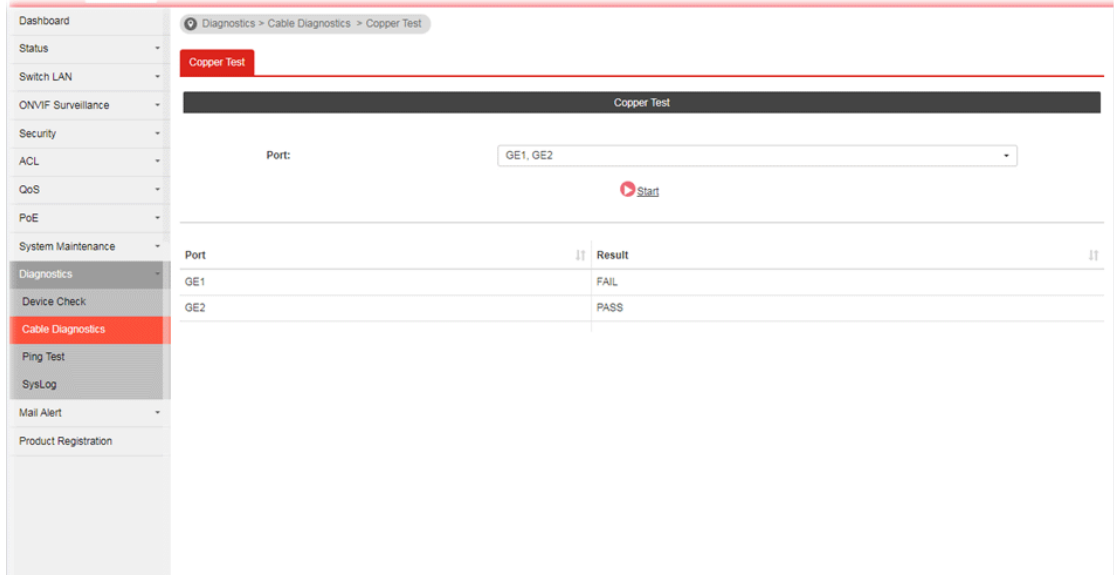 Dashboard
Status
Switch LAN
ONVIF Surveillance
Security
ACL
QoS
PoE
System Maintenance
Diagnostics
Device Check
Cable Diagnostics
Ping Test
SysLog
Mail Alert
Product Registration
Diagnostics > Cable Diagnostics > Copper Test
Copper Test
Copper Test
Port: GE1, GE2
Start
Port Result
GE1 FAIL
GE2 PASS